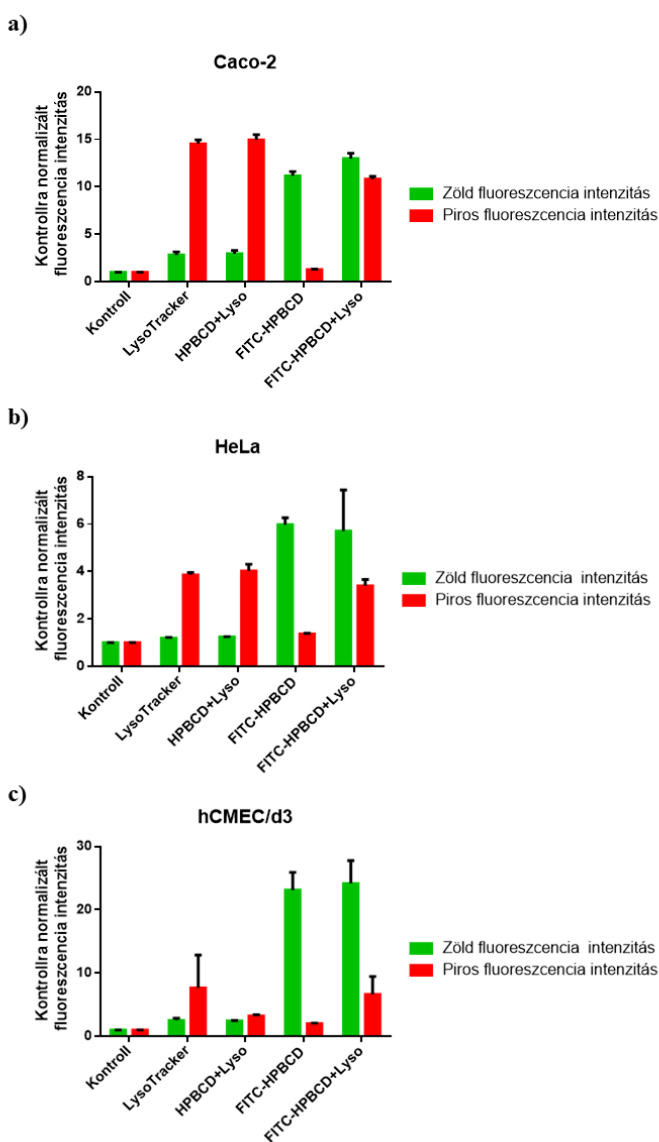 a)
Caco-2
Kontrollra normalizált
fluoreszcencia intenzitás
20
15
10
5
0
Kontroll
LysoTracker
HPBCD+Lyso
FITC-HPBCD
FITC-HPBCD+Lyso
Zöld fluoreszcencia intenzitás
Piros fluoreszcencia intenzitás
b)
HeLa
Kontrollra normalizált
fluoreszcencia intenzitás
8
6
4
2
0
Kontroll
LysoTracker
HPBCD+Lyso
FITC-HPBCD
FITC-HPBCD+Lyso
Zöld fluoreszcencia intenzitás
Piros fluoreszcencia intenzitás
c)
hCMEC/d3
Kontrollra normalizált
fluoreszcencia intenzitás
30
20
10
0
Kontroll
LysoTracker
HPBCD+Lyso
FITC-HPBCD
FITC-HPBCD+Lyso
Zöld fluoreszcencia intenzitás
Piros fluoreszcencia intenzitás